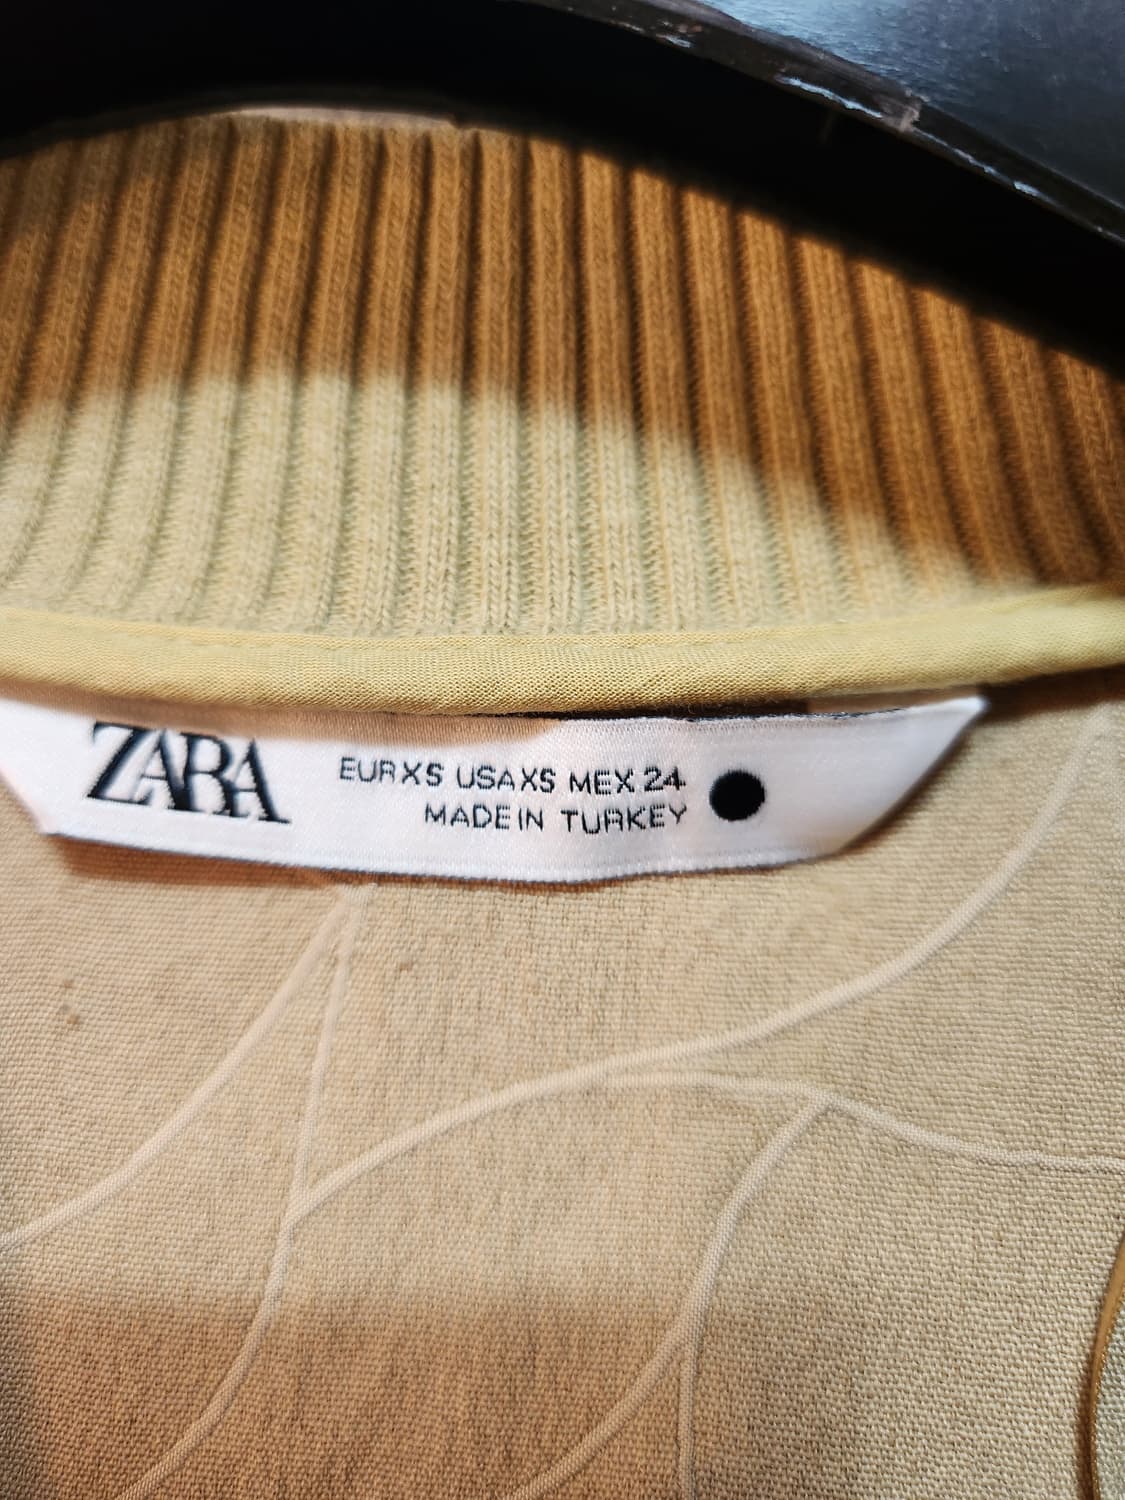 ZARA
EUR XS USA XS MEX 24
MADE IN TURKEY